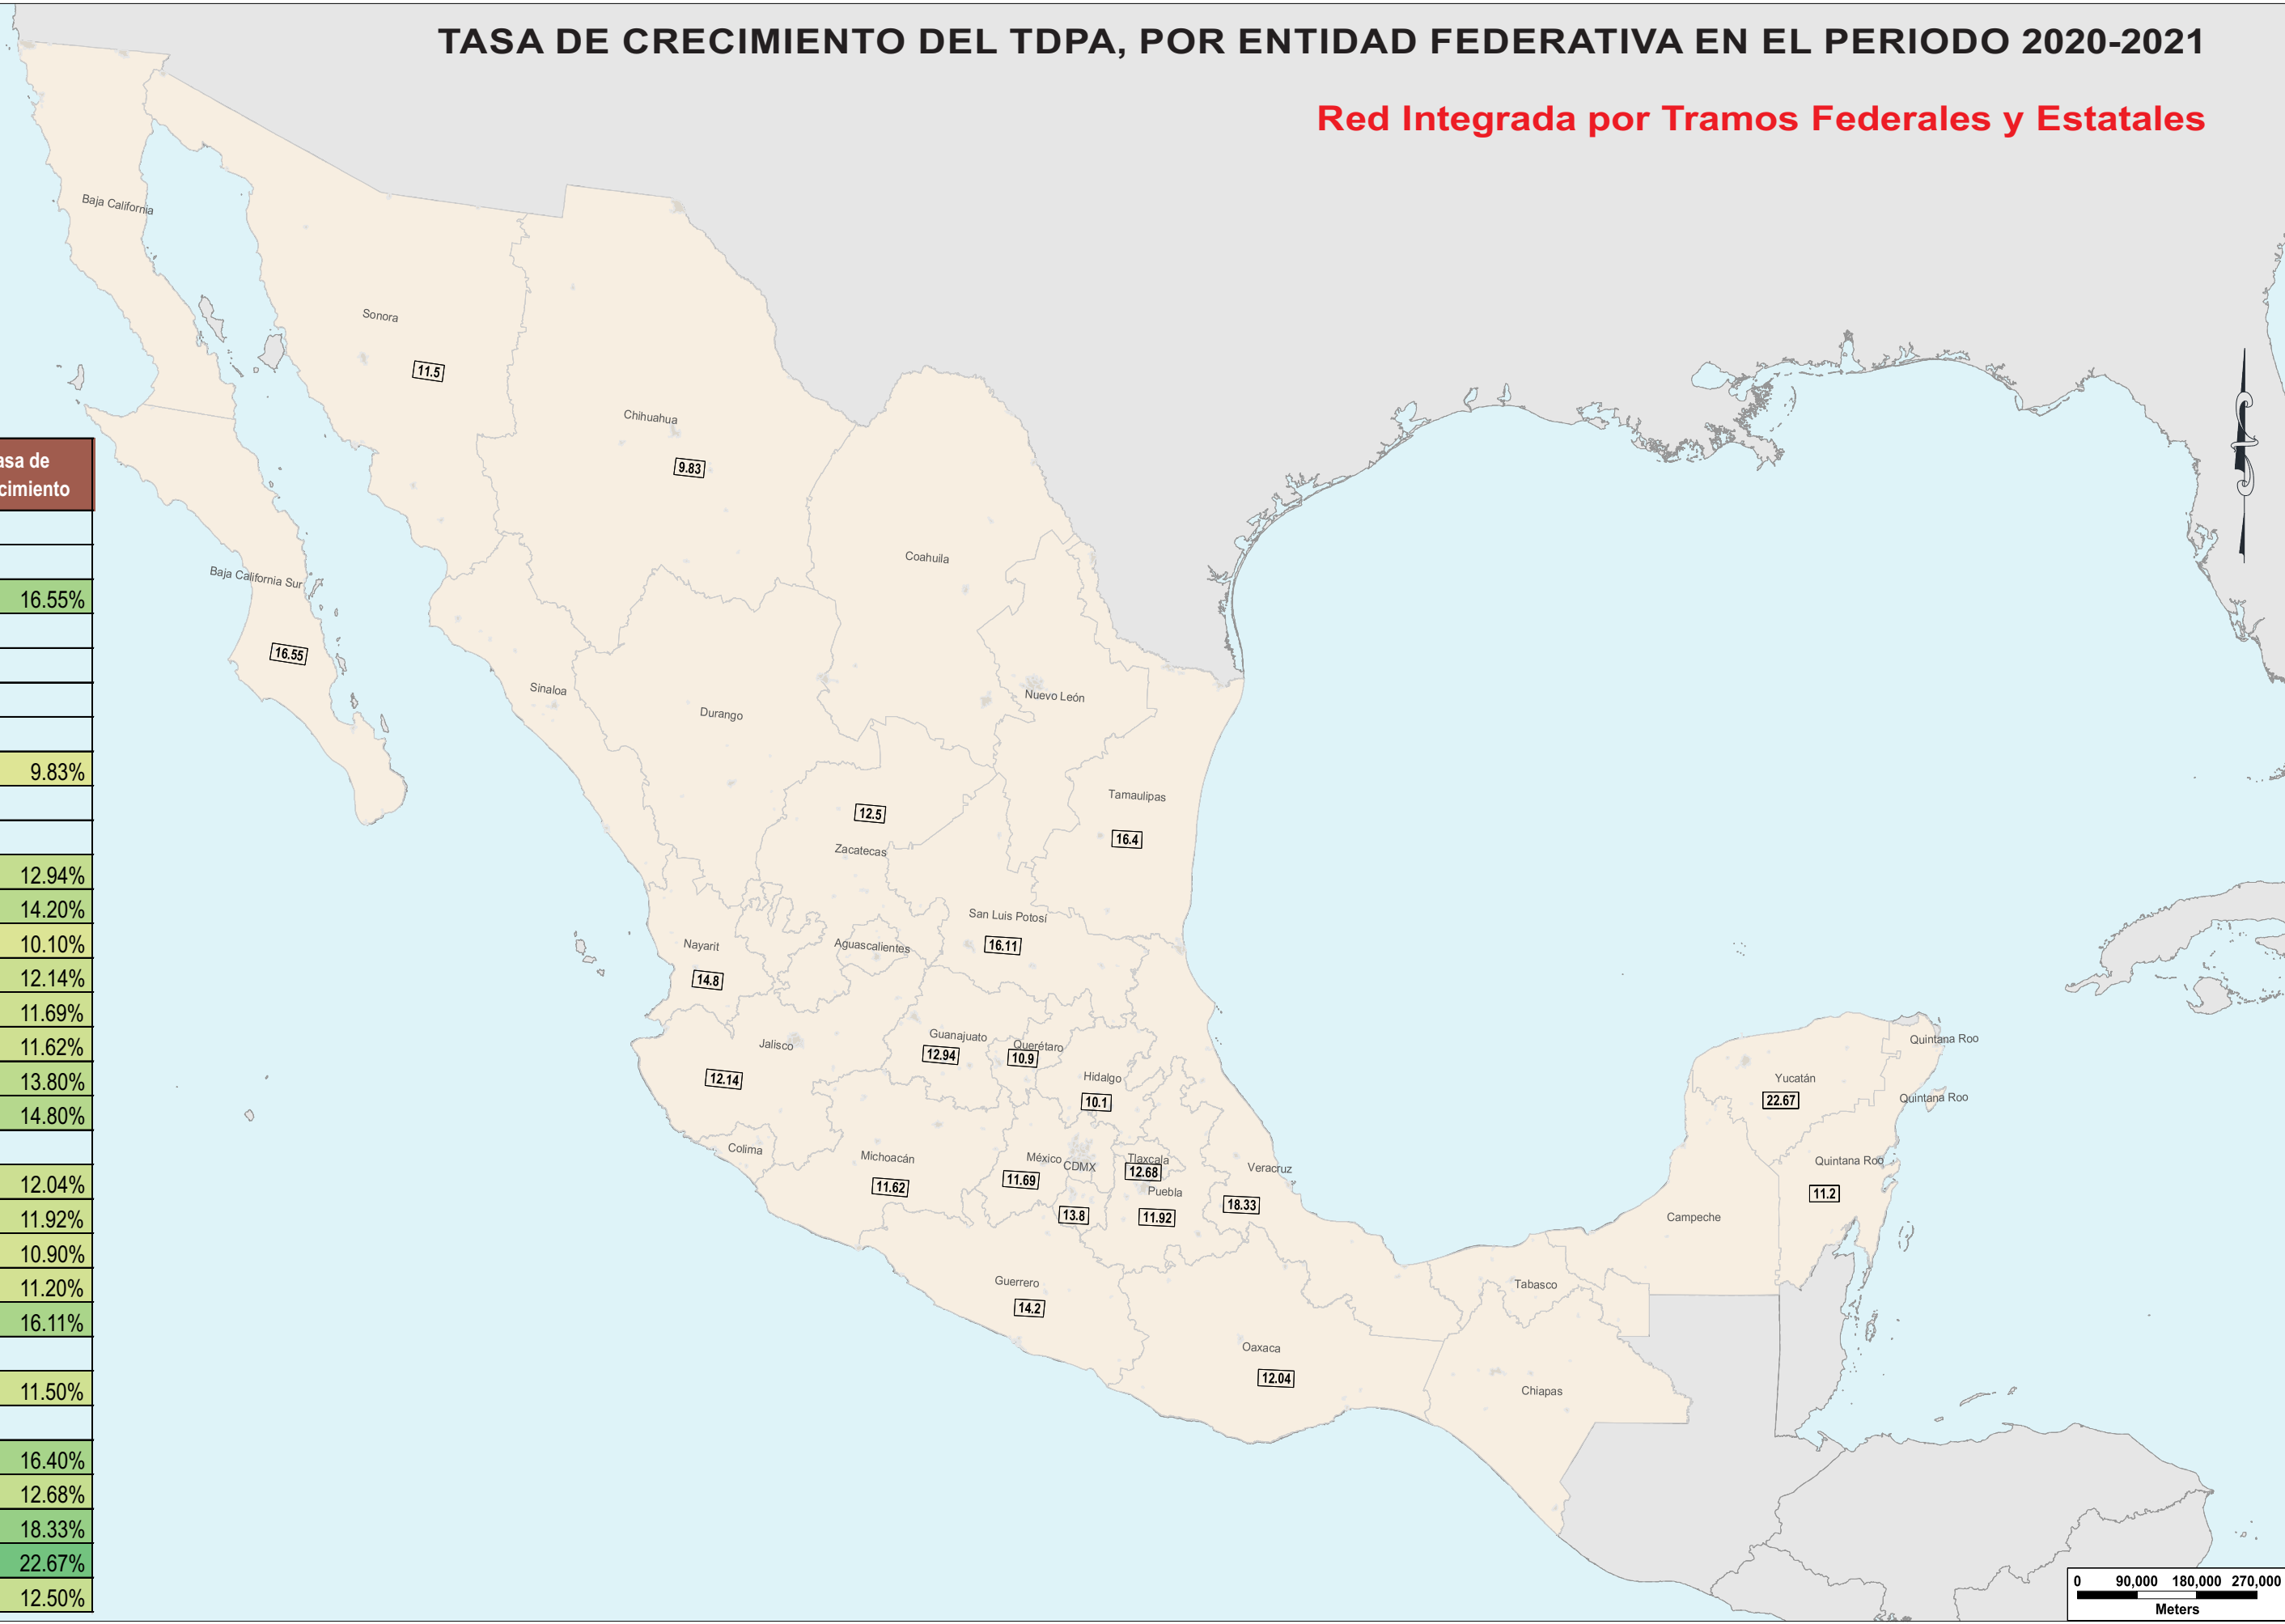 TASA DE CRECIMIENTO DEL TDPA, POR ENTIDAD FEDERATIVA EN EL PERIODO 2020-2021
Red Integrada por Tramos Federales y Estatales
asa de
cimiento
16.55%
9.83%
12.94%
14.20%
10.10%
12.14%
11.69%
11.62%
13.80%
14.80%
12.04%
11.92%
10.90%
11.20%
16.11%
11.50%
16.40%
12.68%
18.33%
22.67%
12.50%
Baja California
Sonora
11.5
Chihuahua
9.83
Coahuila
Baja California Sur
16.55
Sinaloa
Durango
Nuevo León
12.5
Zacatecas
Tamaulipas
16.4
San Luis Potosí
16.11
Nayarit
14.8
Aguascalientes
Jalisco
12.14
Guanajuato
12.94
Querétaro
10.9
Hidalgo
10.1
Colima
Michoacán
11.62
México
11.69
CDMX
13.8
Tlaxcala
12.68
Puebla
11.92
Veracruz
18.33
Guerrero
14.2
Oaxaca
12.04
Tabasco
Chiapas
Campeche
Yucatán
22.67
Quintana Roo
Quintana Roo
Quintana Roo
11.2
0 90,000 180,000 270,000
Meters